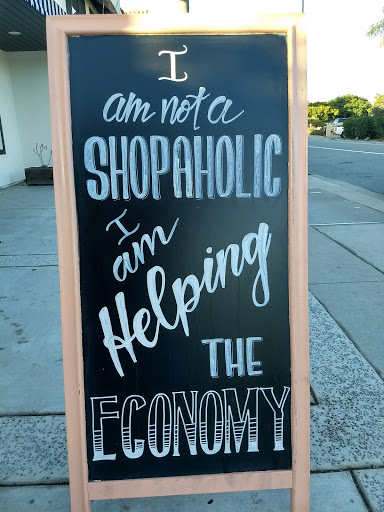 I
am not a
SHOPAHOLIC
I
am
Helping
THE
ECONOMY